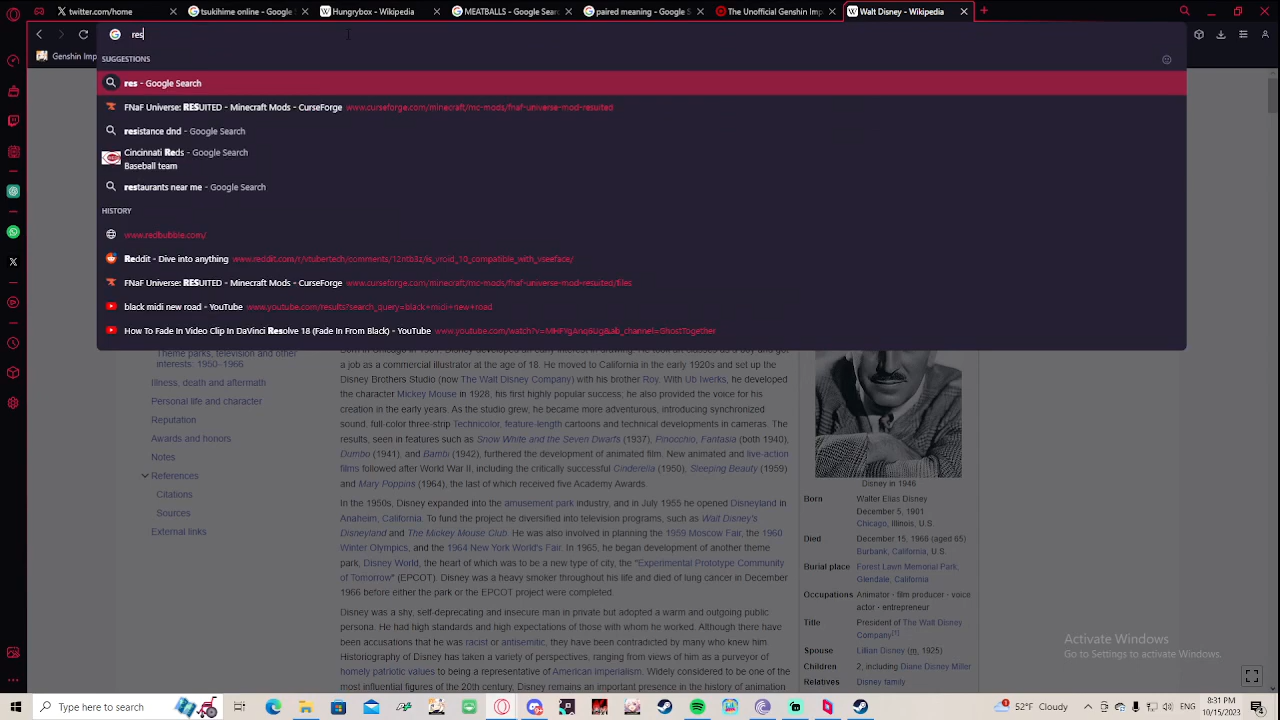 twitter.com/home
tsukihime onling - Google S
Hungrybox - Wikipedia
MEATBALLS - Google Sear
paired meaning - Google S
The Unofficial Genshin Imp
Walt Disney - Wikipedia
res
Genshin Imp
SUGGESTIONS
res - Google Search
FNaF Universe: RESUITED - Minecraft Mods - CurseForge www.curseforge.com/minecraft/mc-mods/fnaf-universe-mod-resuited
resistance dnd - Google Search
Cincinnati Reds - Google Search
Baseball team
restaurants near me - Google Search
HISTORY
www.redbubble.com/
Reddit - Dive into anything www.reddit.com/r/vtubertech/comments/12ntb3z/is_iroid_10_compatible_with_vseeface/
FNaF Universe: RESUITED - Minecraft Mods - CurseForge www.curseforge.com/minecraft/mc-mods/fnaf-universe-mod-resuited/files
black midi new road - YouTube www.youtube.com/results?search_query=black+midi+new+road
How To Fade In Video Clip In DaVinci Resolve 18 (Fade In From Black) - YouTube
Theme parks, television and other
interests: 1950–1966
Illness, death and aftermath
Personal life and character
Reputation
Awards and honors
Notes
References
Citations
Sources
External links
a job as a commercial illustrator at the age of 18. He moved to California in the early 1920s and set up the
Disney Brothers Studio (now The Walt Disney Company) with his brother Roy. With Ub Iwerks, he developed
the character Mickey Mouse in 1928, his first highly popular success; he also provided the voice for his
creation in the early years. As the studio grew, he became more adventurous, introducing synchronized
sound, full-color three-strip Technicolor, feature-length cartoons and technical developments in cameras. The
results, seen in features such as Snow White and the Seven Dwarfs (1937), Pinocchio, Fantasia (both 1940),
Dumbo (1941), and Bambi (1942), furthered the development of animated film. New animated and live-action
films followed after World War II, including the critically successful Cinderella (1950), Sleeping Beauty (1959)
and Mary Poppins (1964), the last of which received five Academy Awards.
In the 1950s, Disney expanded into the amusement park industry, and in July 1955 he opened Disneyland in
Anaheim, California. To fund the project he diversified into television programs, such as Walt Disney's
Disneyland and The Mickey Mouse Club. He was also involved in planning the 1959 Moscow Fair, the 1960
Winter Olympics, and the 1964 New York World's Fair. In 1965, he began development of another theme
park, Disney World, the heart of which was to be a new type of city, the "Experimental Prototype Community
of Tomorrow" (EPCOT). Disney was a heavy smoker throughout his life and died of lung cancer in December
1966 before either the park or the EPCOT project were completed.
Disney was a shy, self-deprecating and insecure man in private but adopted a warm and outgoing public
persona. He had high standards and high expectations of those with whom he worked. Although there have
been accusations that he was racist or antisemitic, they have been contradicted by many who knew him.
Historiography of Disney has taken a variety of perspectives, ranging from views of him as a purveyor of
homely patriotic values to being a representative of American imperialism. Widely considered to be one of the
most influential figures of the 20th century, Disney remains an important presence in the history of animation
Disney in 1946
Born Walter Elias Disney
December 5, 1901
Chicago, Illinois, U.S.
Died December 15, 1966 (aged 65)
Burbank, California, U.S.
Burial place Forest Lawn Memorial Park,
Glendale, California
Occupations Animator · film producer · voice
actor · entrepreneur
Title President of The Walt Disney
Company[1]
Spouse Lillian Disney (m. 1925)
Children 2, including Diane Disney Miller
Relatives Disney family
Activate Windows
Go to Settings to activate Windows.
Type here to search
52°F Cloudy
10/15/2023